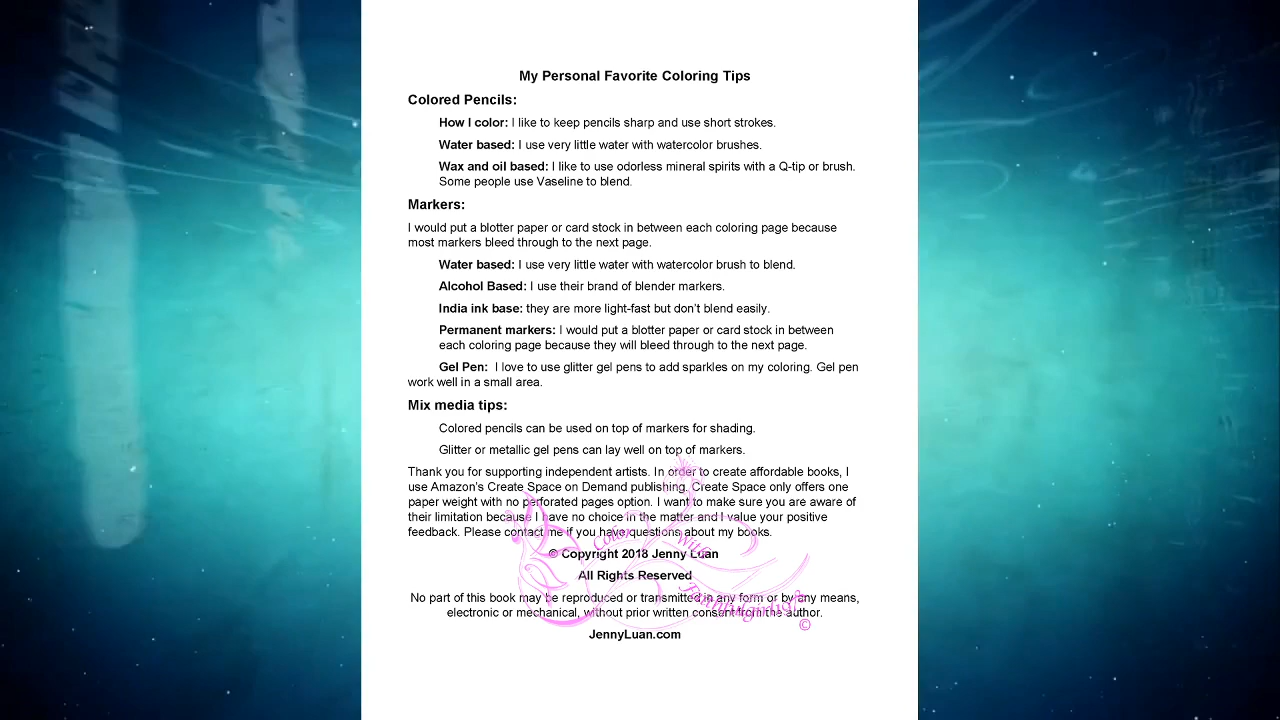 My Personal Favorite Coloring Tips
Colored Pencils:
How I color: I like to keep pencils sharp and use short strokes.
Water based: I use very little water with watercolor brushes.
Wax and oil based: I like to use odorless mineral spirits with a Q-tip or brush.
Some people use Vaseline to blend.
Markers:
I would put a blotter paper or card stock in between each coloring page because
most markers bleed through to the next page.
Water based: I use very little water with watercolor brush to blend.
Alcohol Based: I use their brand of blender markers.
India ink base: they are more light-fast but don't blend easily.
Permanent markers: I would put a blotter paper or card stock in between
each coloring page because they will bleed through to the next page.
Gel Pen: I love to use glitter gel pens to add sparkles on my coloring. Gel pen
work well in a small area.
Mix media tips:
Colored pencils can be used on top of markers for shading.
Glitter or metallic gel pens can lay well on top of markers.
Thank you for supporting independent artists. In order to create affordable books, I
use Amazon's Create Space on Demand publishing. Create Space only offers one
paper weight with no perforated pages option. I want to make sure you are aware of
their limitation because I have no choice in the matter and I value your positive
feedback. Please contact me if you have questions about my books.
© Copyright 2018 Jenny Luan
All Rights Reserved
No part of this book may be reproduced or transmitted in any form or by any means,
electronic or mechanical, without prior written consent from the author.
JennyLuan.com
Color With
©